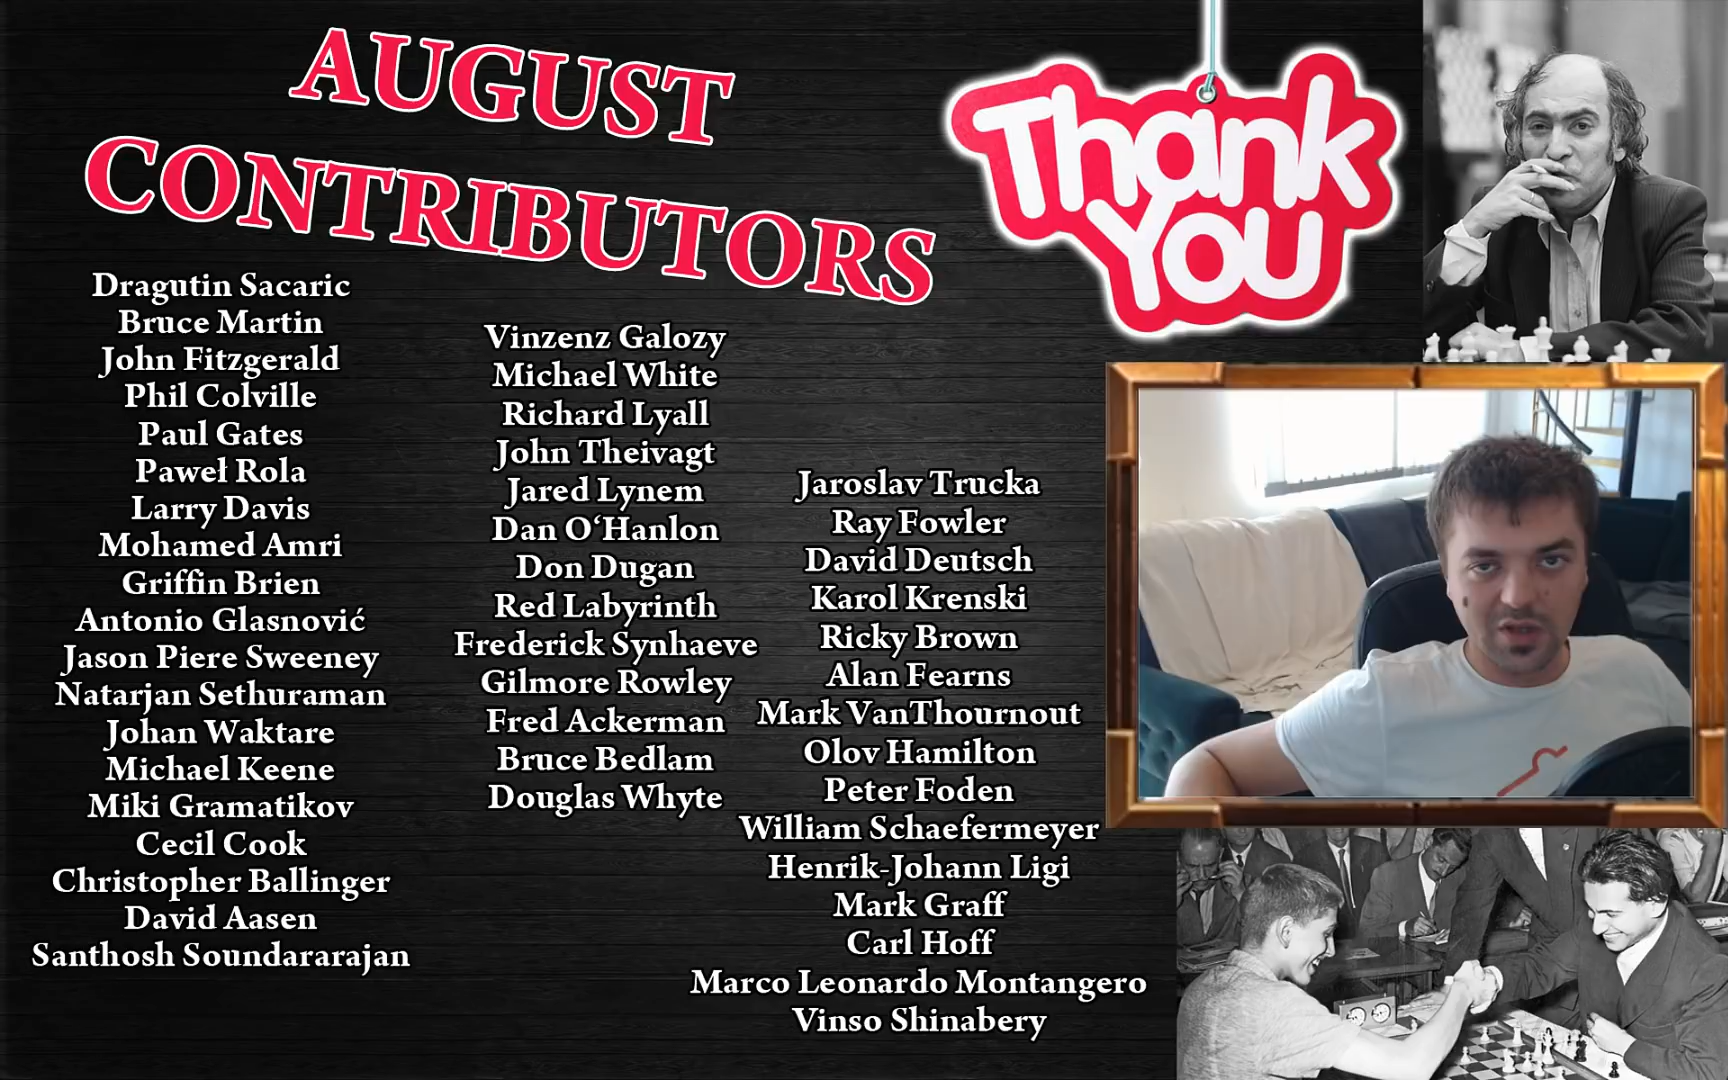 AUGUST
CONTRIBUTORS
Thank
You
Dragutin Sacaric
Bruce Martin
John Fitzgerald
Phil Colville
Paul Gates
Paweł Rola
Larry Davis
Mohamed Amri
Griffin Brien
Antonio Glasnović
Jason Piere Sweeney
Natarjan Sethuraman
Johan Waktare
Michael Keene
Miki Gramatikov
Cecil Cook
Christopher Ballinger
David Aasen
Santhosh Soundararajan
Vinzenz Galozy
Michael White
Richard Lyall
John Theivagt
Jared Lynem
Dan O‘Hanlon
Don Dugan
Red Labyrinth
Frederick Synhaeve
Gilmore Rowley
Fred Ackerman
Bruce Bedlam
Douglas Whyte
Jaroslav Trucka
Ray Fowler
David Deutsch
Karol Krenski
Ricky Brown
Alan Fearns
Mark VanThournout
Olov Hamilton
Peter Foden
William Schaefermeyer
Henrik-Johann Ligi
Mark Graff
Carl Hoff
Marco Leonardo Montangero
Vinso Shinabery